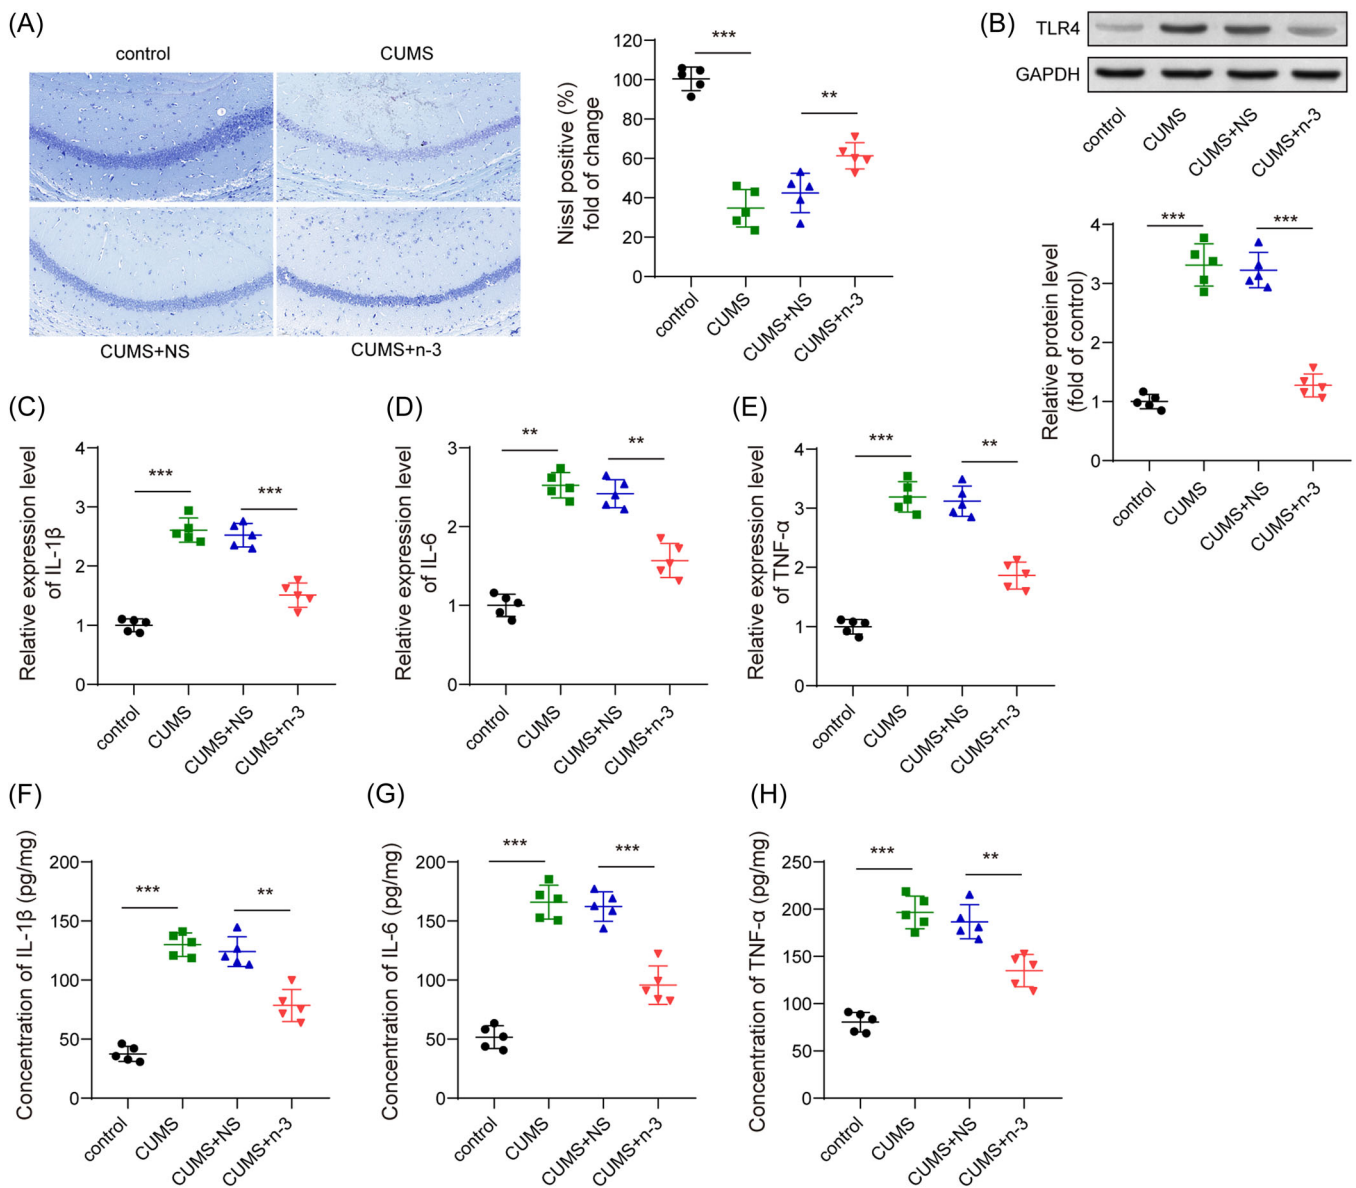 (A)
control
CUMS
CUMS+NS
CUMS+n-3
Nissl positive (%)
fold of change
120
100
80
60
40
20
0
***
**
control
CUMS
CUMS+NS
CUMS+n-3
(B)
TLR4
GAPDH
control
CUMS
CUMS+NS
CUMS+n-3
Relative protein level
(fold of control)
4
3
2
1
0
***
***
control
CUMS
CUMS+NS
CUMS+n-3
(C)
Relative expression level
of IL-1β
4
3
2
1
0
***
***
control
CUMS
CUMS+NS
CUMS+n-3
(D)
Relative expression level
of IL-6
3
2
1
0
**
**
control
CUMS
CUMS+NS
CUMS+n-3
(E)
Relative expression level
of TNF-α
4
3
2
1
0
***
**
control
CUMS
CUMS+NS
CUMS+n-3
(F)
Concentration of IL-1β (pg/mg)
200
150
100
50
0
***
**
control
CUMS
CUMS+NS
CUMS+n-3
(G)
Concentration of IL-6 (pg/mg)
200
150
100
50
0
***
***
control
CUMS
CUMS+NS
CUMS+n-3
(H)
Concentration of TNF-α (pg/mg)
250
200
150
100
50
0
***
**
control
CUMS
CUMS+NS
CUMS+n-3